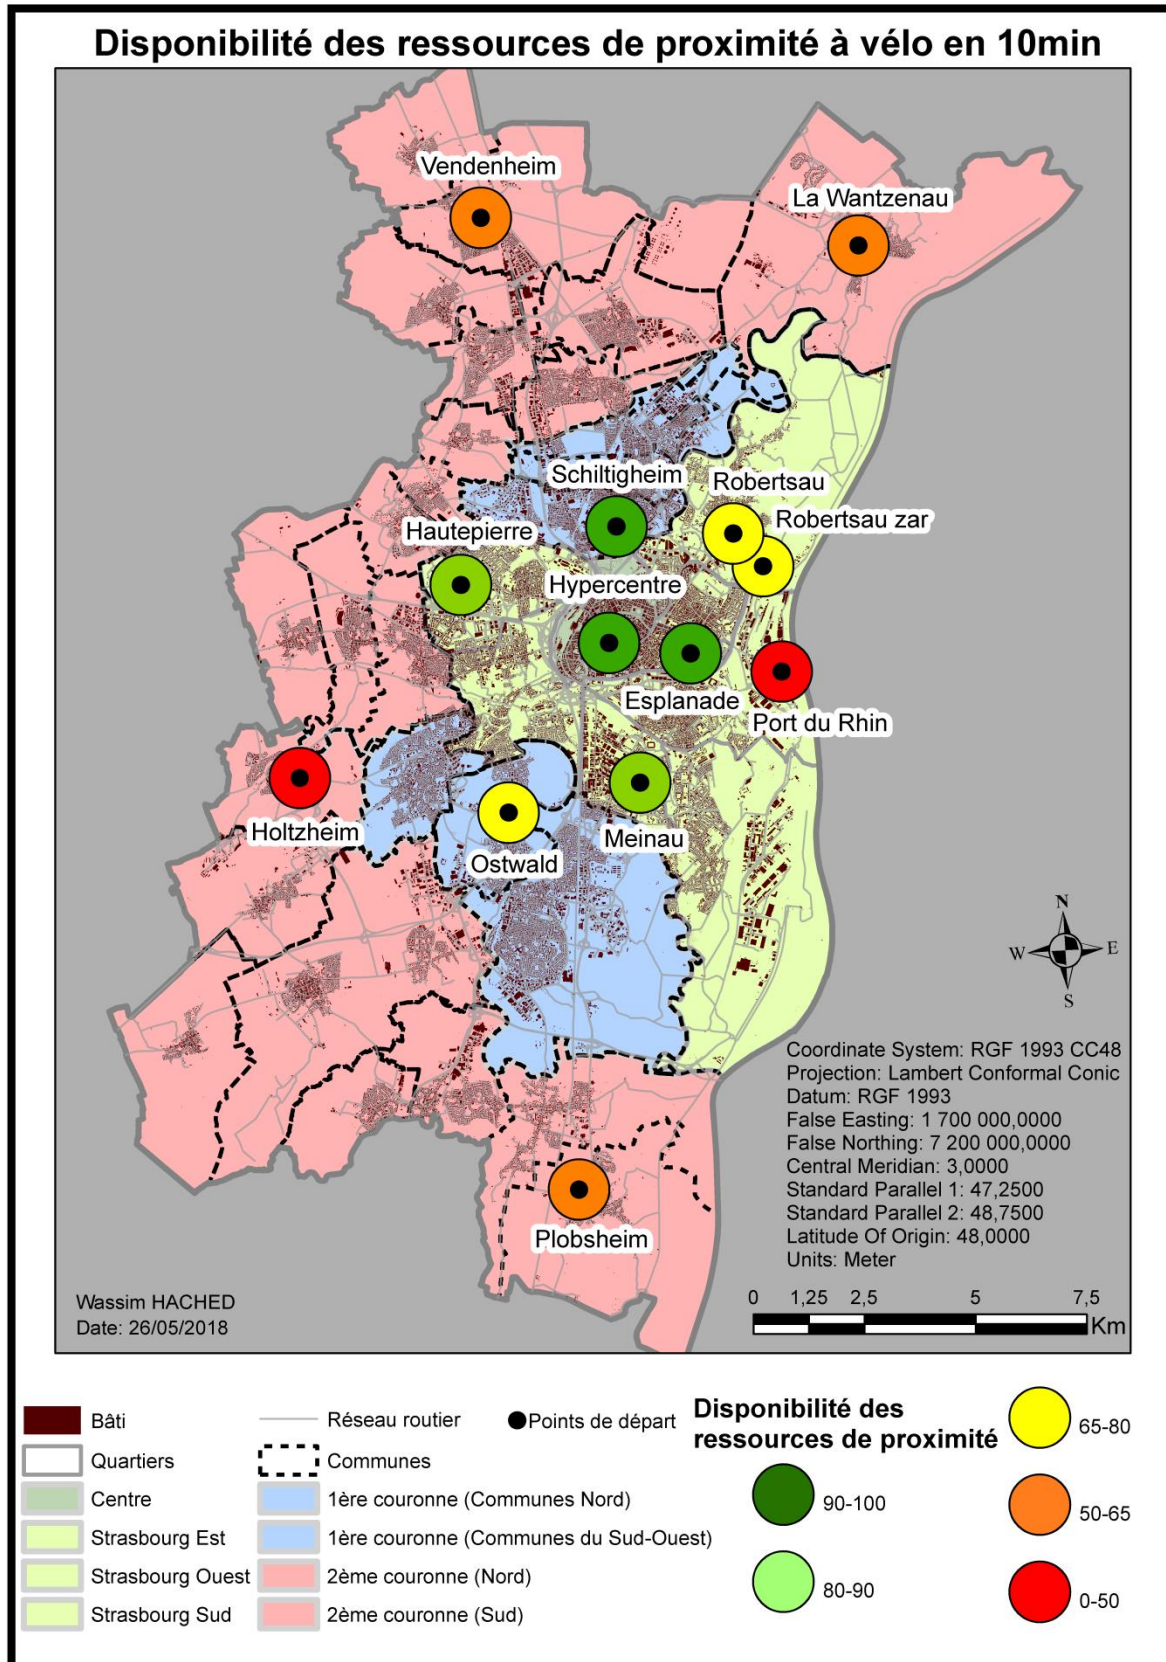 Disponibilité des ressources de proximité à vélo en 10min
Vendenheim
La Wantzenau
Schiltigheim
Robertsau
Robertsau zar
Hautepierre
Hypercentre
Esplanade
Port du Rhin
Holtzheim
Ostwald
Meinau
Plobsheim
N
W
E
S
Coordinate System: RGF 1993 CC48
Projection: Lambert Conformal Conic
Datum: RGF 1993
False Easting: 1 700 000,0000
False Northing: 7 200 000,0000
Central Meridian: 3,0000
Standard Parallel 1: 47,2500
Standard Parallel 2: 48,7500
Latitude Of Origin: 48,0000
Units: Meter
Wassim HACHED
Date: 26/05/2018
0 1,25 2,5 5 7,5
Km
Bâti
Quartiers
Centre
Strasbourg Est
Strasbourg Ouest
Strasbourg Sud
Réseau routier
Communes
1ère couronne (Communes Nord)
1ère couronne (Communes du Sud-Ouest)
2ème couronne (Nord)
2ème couronne (Sud)
Points de départ
Disponibilité des
ressources de proximité
90-100
80-90
65-80
50-65
0-50